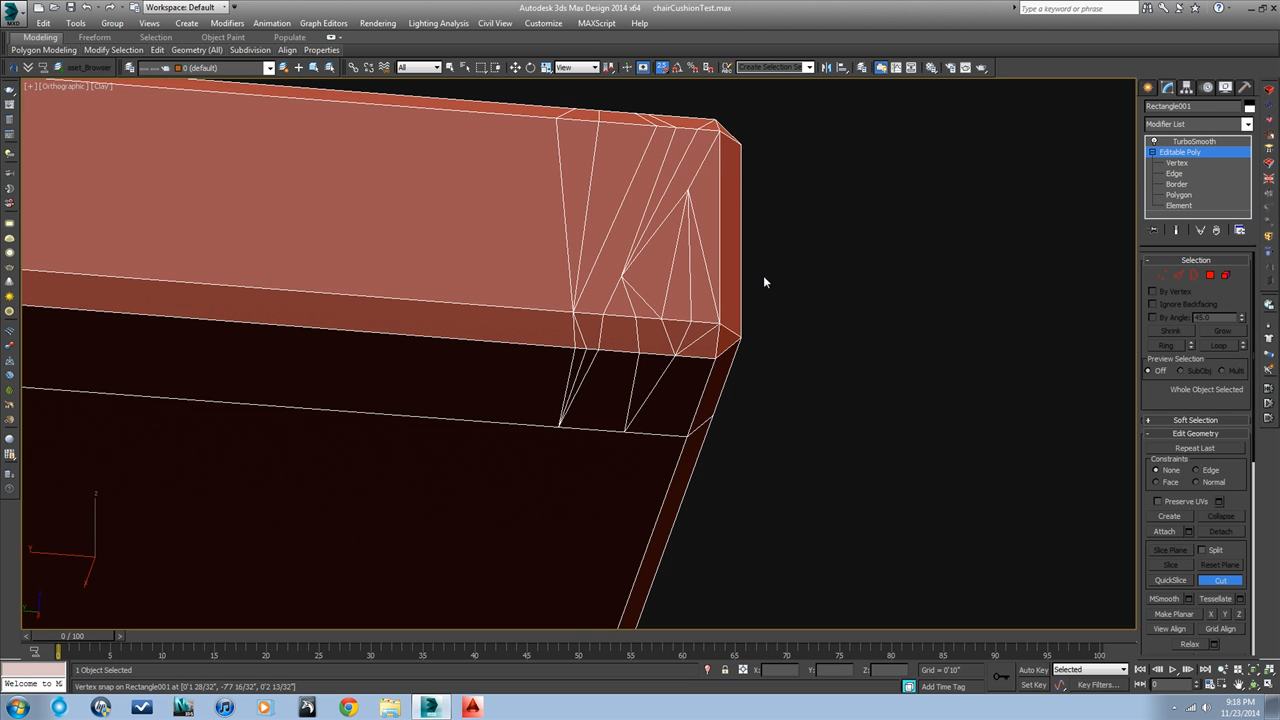 Workspace: Default
Autodesk 3ds Max Design 2014 x64 chairCushionTest.max
Type a keyword or phrase
MXD
Edit Tools Group Views Create Modifiers Animation Graph Editors Rendering Lighting Analysis Civil View Customize MAXScript Help
Modeling Freeform Selection Object Paint Populate
Polygon Modeling Modify Selection Edit Geometry (All) Subdivision Align Properties
0 (default) All View Create Selection Se
[+] [Orthographic] [Clay]
Rectangle001
Modifier List
TurboSmooth
Editable Poly
Vertex
Edge
Border
Polygon
Element
Selection
By Vertex
Ignore Backfacing
By Angle: 45.0
Shrink Grow
Ring Loop
Preview Selection
Off SubObj Multi
Whole Object Selected
Soft Selection
Edit Geometry
Repeat Last
Constraints
None Edge
Face Normal
Preserve UVs
Create Collapse
Attach Detach
Slice Plane Split
Slice Reset Plane
QuickSlice Cut
MSmooth Tessellate
Make Planar X Y Z
View Align Grid Align
Relax
0 / 100
0 5 10 15 20 25 30 35 40 45 50 55 60 65 70 75 80 85 90 95 100
1 Object Selected X: Y: Z: Grid = 0'10" Auto Key Selected
Welcome to M Vertex snap on Rectangle001 at [0'1 28/32", -7'7 16/32", 0'2 13/32"] Add Time Tag Set Key Key Filters... 0
9:18 PM
11/23/2014